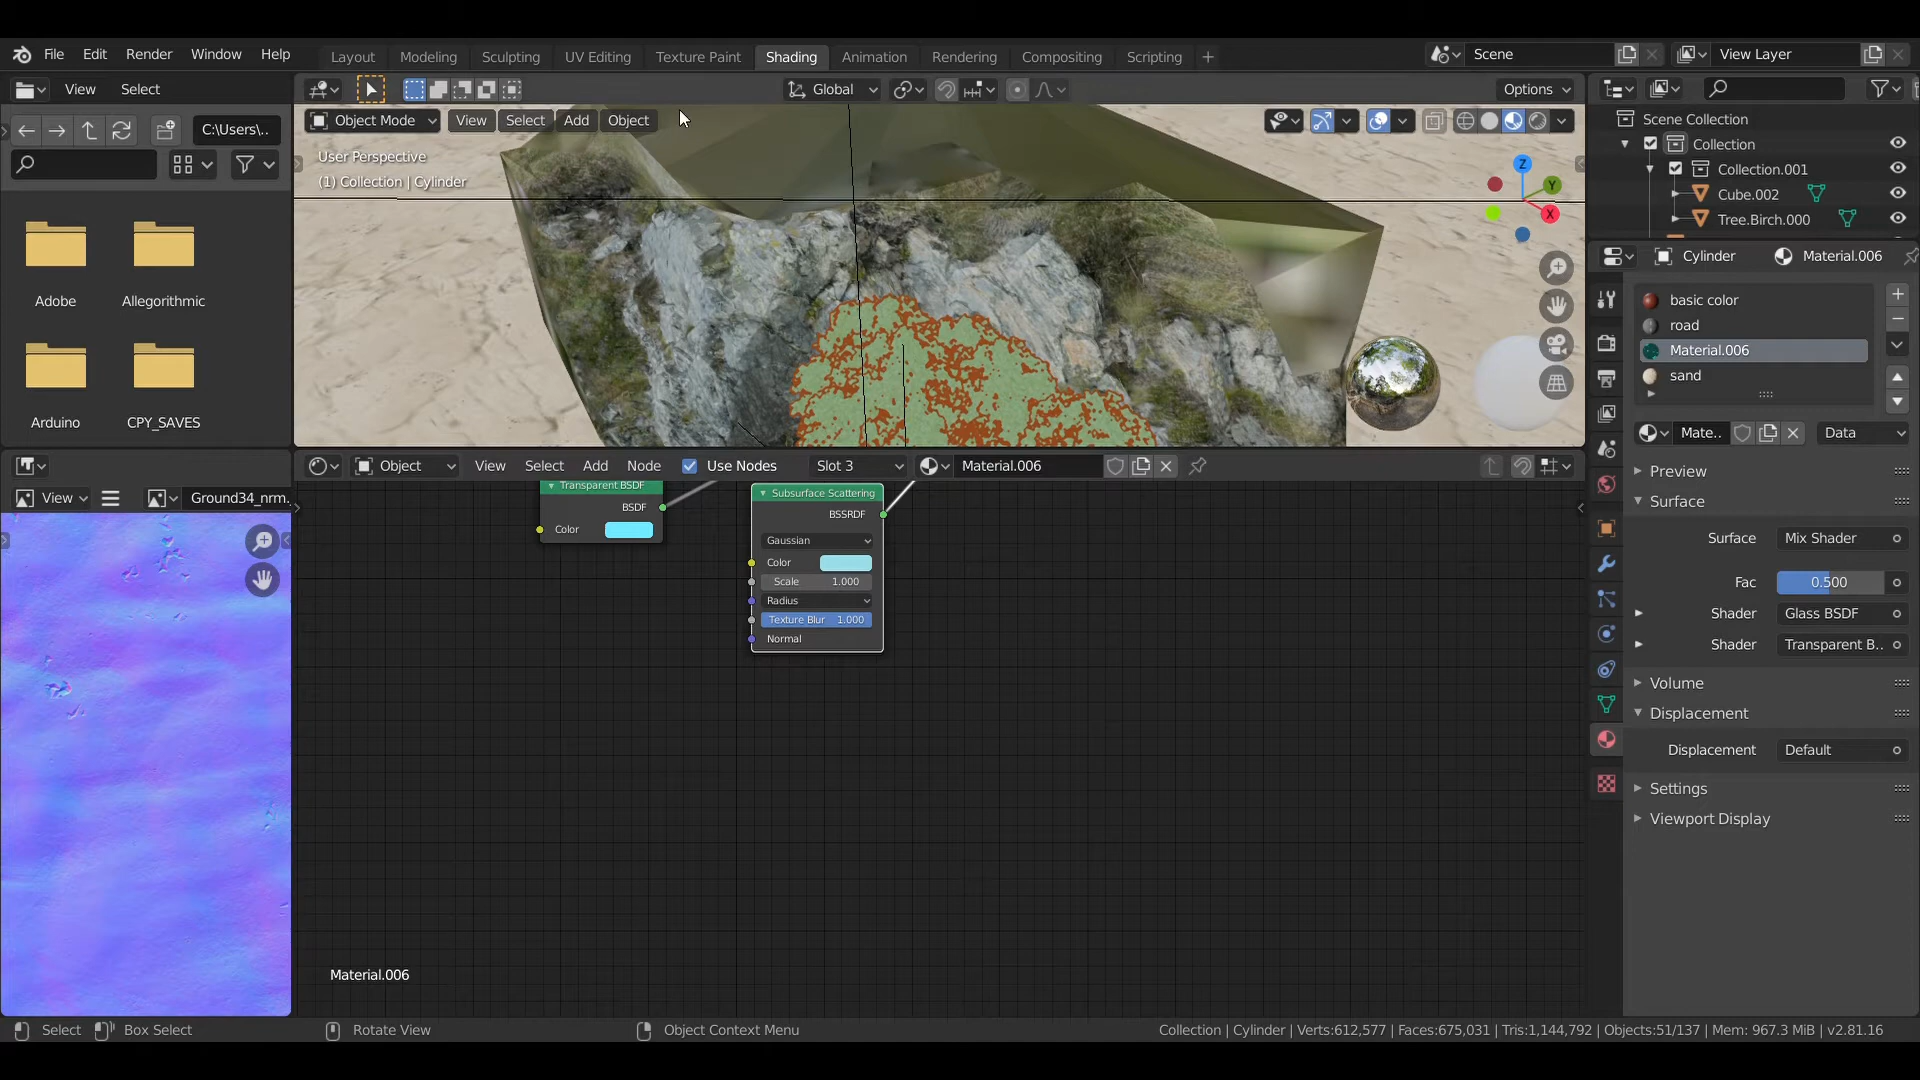 File Edit Render Window Help Layout Modeling Sculpting UV Editing Texture Paint Shading Animation Rendering Compositing Scripting + Scene View Layer
View Select Global Options
C:\Users\..
Object Mode View Select Add Object
User Perspective
(1) Collection | Cylinder
Z
Y
X
Adobe Allegorithmic
Arduino CPY_SAVES
Scene Collection
Collection
Collection.001
Cube.002
Tree.Birch.000
Cylinder Material.006
basic color
road
Material.006
sand
Mate.. Data
Preview
Surface
Surface Mix Shader
Fac 0.500
Shader Glass BSDF
Shader Transparent B..
Volume
Displacement
Displacement Default
Settings
Viewport Display
Object View Select Add Node Use Nodes Slot 3 Material.006
View Ground34_nrm.
Transparent BSDF
BSDF
Color
Subsurface Scattering
BSSRDF
Gaussian
Color
Scale 1.000
Radius
Texture Blur 1.000
Normal
Material.006
Select Box Select Rotate View Object Context Menu Collection | Cylinder | Verts:612,577 | Faces:675,031 | Tris:1,144,792 | Objects:51/137 | Mem: 967.3 MiB | v2.81.16